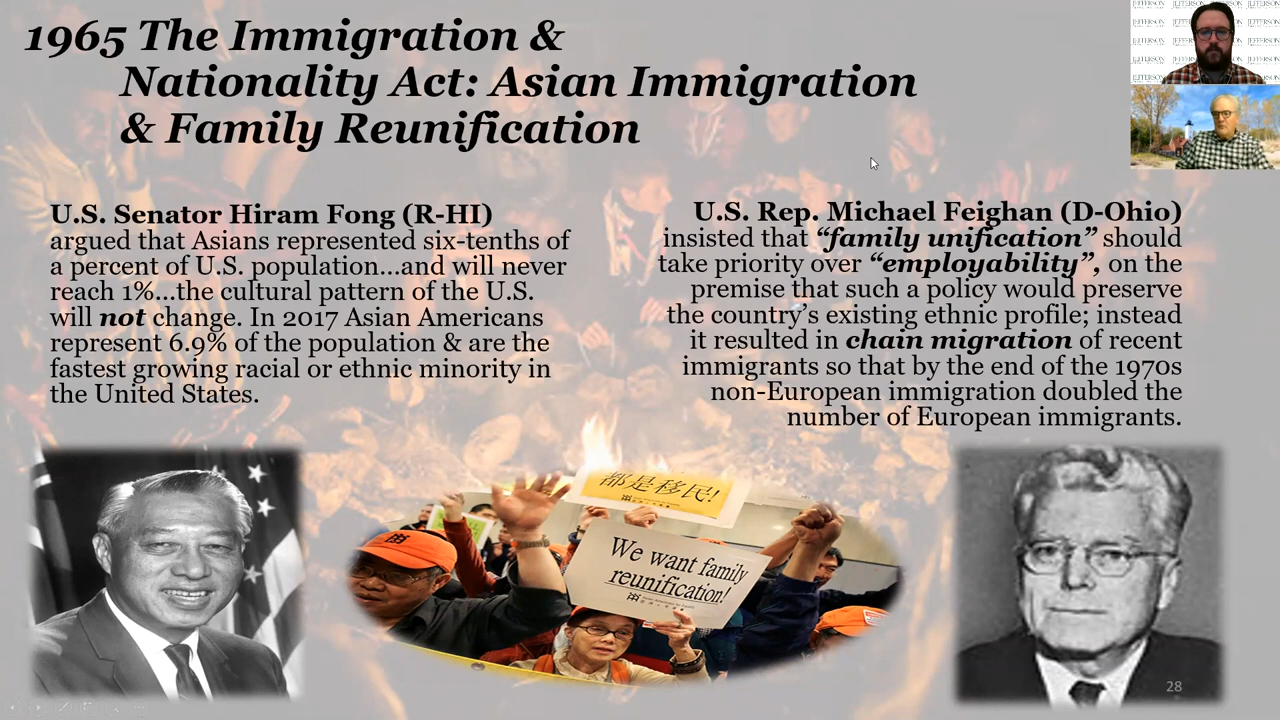 1965 The Immigration &
Nationality Act: Asian Immigration
& Family Reunification
U.S. Senator Hiram Fong (R-HI)
argued that Asians represented six-tenths of
a percent of U.S. population...and will never
reach 1%...the cultural pattern of the U.S.
will not change. In 2017 Asian Americans
represent 6.9% of the population & are the
fastest growing racial or ethnic minority in
the United States.
U.S. Rep. Michael Feighan (D-Ohio)
insisted that “family unification” should
take priority over “employability”, on the
premise that such a policy would preserve
the country’s existing ethnic profile; instead
it resulted in chain migration of recent
immigrants so that by the end of the 1970s
non-European immigration doubled the
number of European immigrants.
都是移民!
We want family
reunification!
28
JEFFERSON